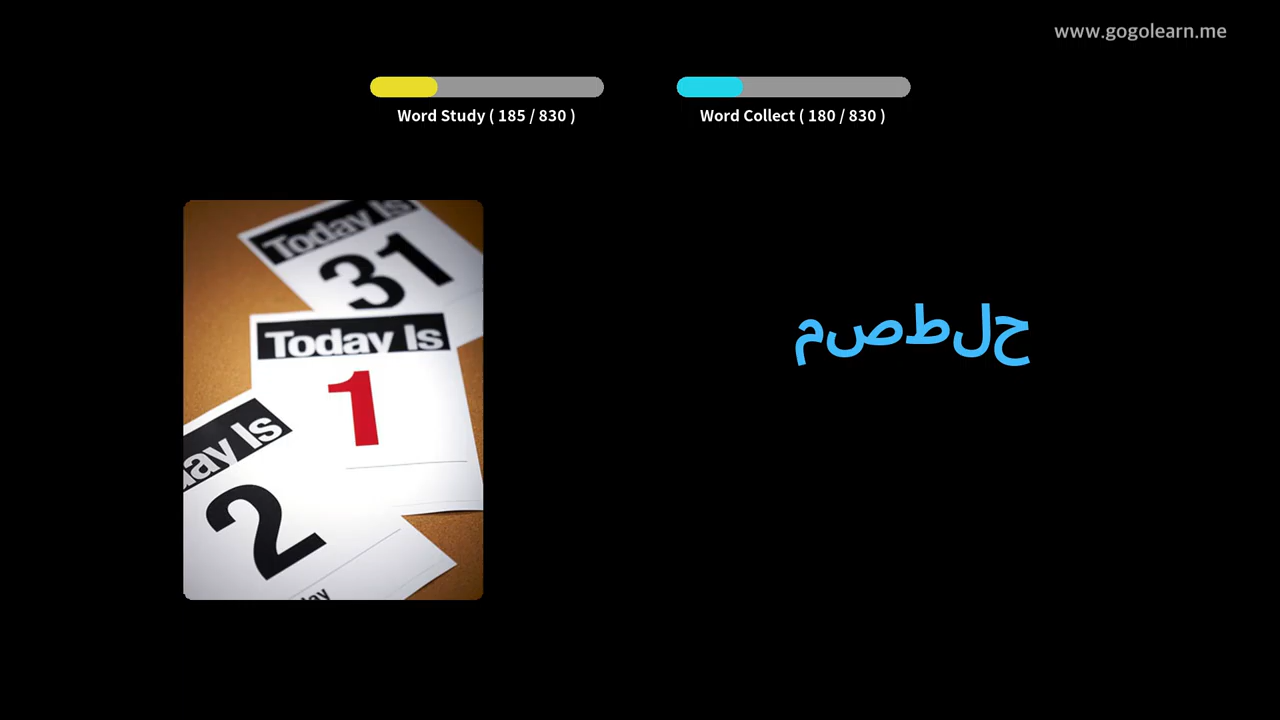 www.gogolearn.me
Word Study ( 185 / 830 )
Word Collect ( 180 / 830 )
Today Is
31
Today Is
1
ay Is
2
مصطلح